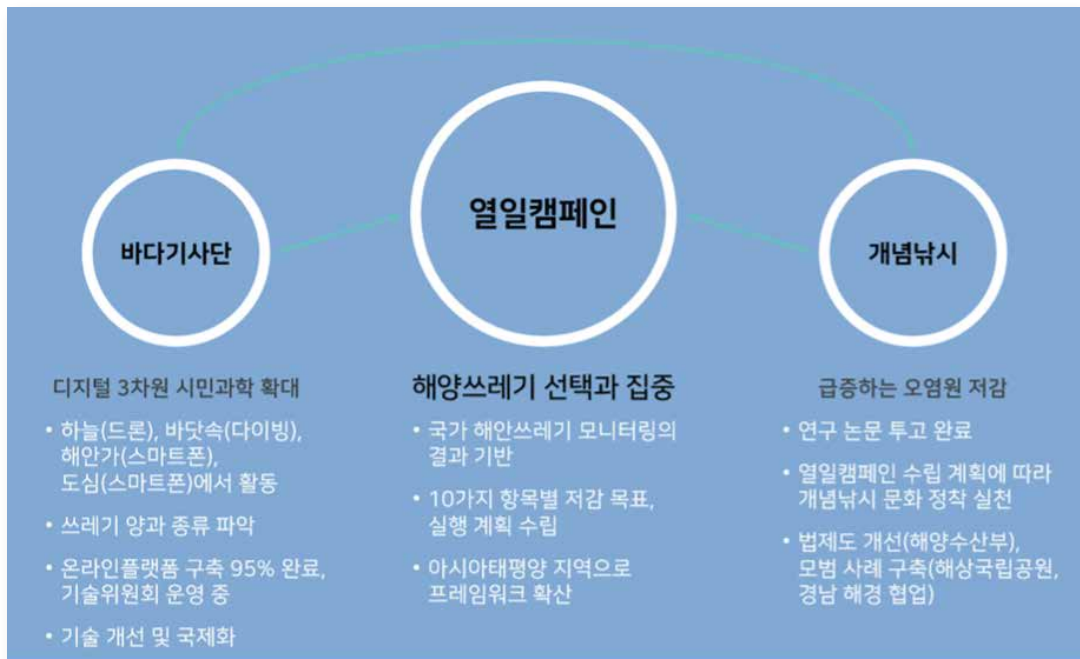 열일캠페인
바다기사단
개념낚시
디지털 3차원 시민과학 확대
• 하늘(드론), 바닷속(다이빙),
해안가(스마트폰),
도심(스마트폰)에서 활동
• 쓰레기 양과 종류 파악
• 온라인플랫폼 구축 95% 완료,
기술위원회 운영 중
• 기술 개선 및 국제화
해양쓰레기 선택과 집중
• 국가 해안쓰레기 모니터링의
결과 기반
• 10가지 항목별 저감 목표,
실행 계획 수립
• 아시아태평양 지역으로
프레임워크 확산
급증하는 오염원 저감
• 연구 논문 투고 완료
• 열일캠페인 수립 계획에 따라
개념낚시 문화 정착 실천
• 법제도 개선(해양수산부),
모범 사례 구축(해상국립공원,
경남 해경 협업)